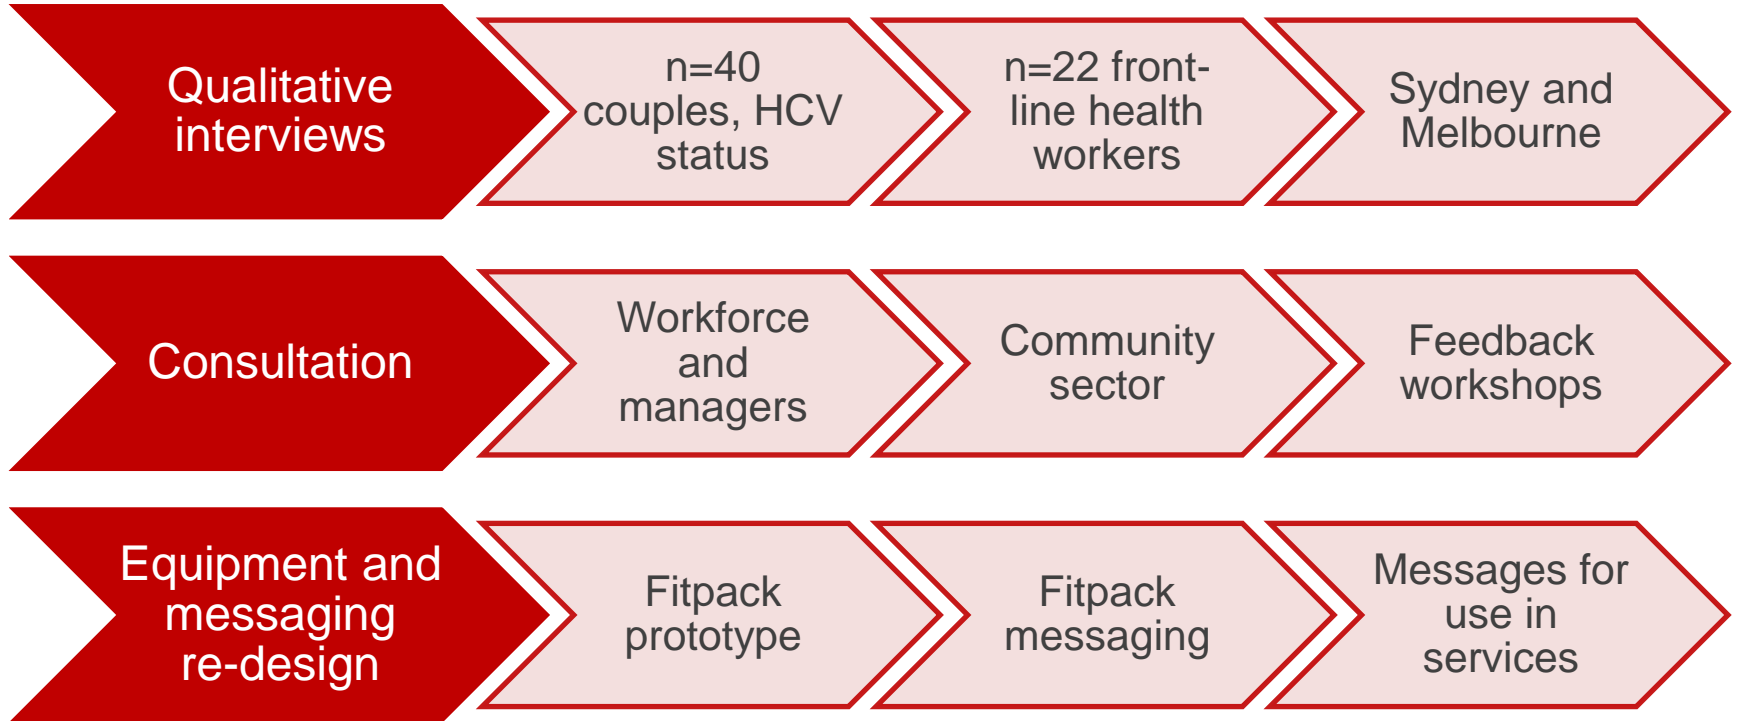 Qualitative
interviews
n=40
couples, HCV
status
n=22 front-
line health
workers
Sydney and
Melbourne
Consultation
Workforce
and
managers
Community
sector
Feedback
workshops
Equipment and
messaging
re-design
Fitpack
prototype
Fitpack
messaging
Messages for
use in
services